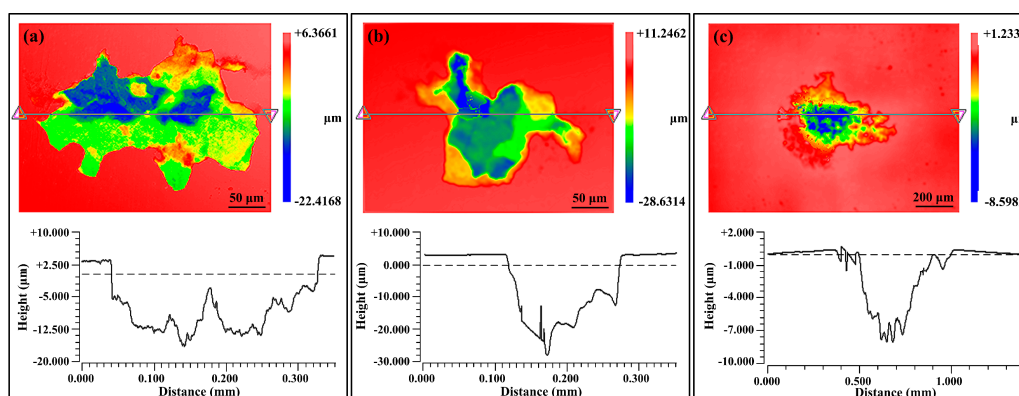 (a)
+6.3661
µm
-22.4168
50 µm
+10.000
+2.500
-5.000
-12.500
-20.000
Height (µm)
0.000 0.100 0.200 0.300
Distance (mm)
(b)
+11.2462
µm
-28.6314
50 µm
+10.000
0.000
-10.000
-20.000
-30.000
Height (µm)
0.000 0.100 0.200 0.300
Distance (mm)
(c)
+1.233
µm
-8.598
200 µm
+2.000
-1.000
-4.000
-7.000
-10.000
Height (µm)
0.000 0.500 1.000
Distance (mm)